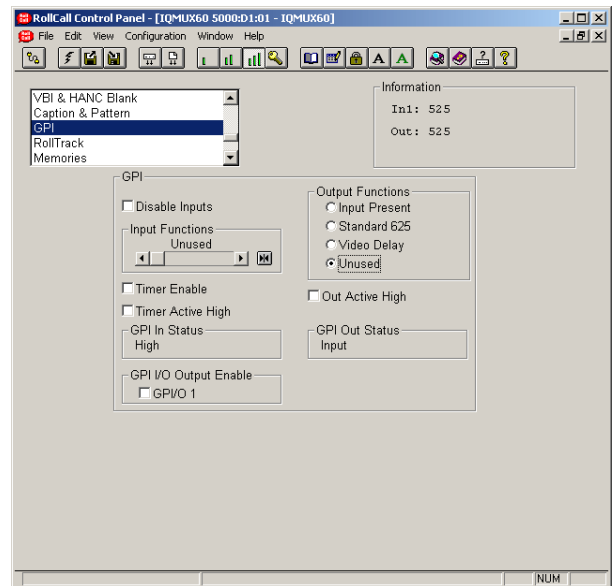 RollCall Control Panel - [IQMUX60 5000:D1:01 - IQMUX60]
File Edit View Configuration Window Help
A A ?
VBI & HANC Blank
Caption & Pattern
GPI
RollTrack
Memories
Information
In1: 525
Out: 525
GPI
Disable Inputs
Input Functions
Unused
Timer Enable
Timer Active High
GPI In Status
High
GPI I/O Output Enable
GPI/O 1
Output Functions
Input Present
Standard 625
Video Delay
Unused
Out Active High
GPI Out Status
Input
NUM